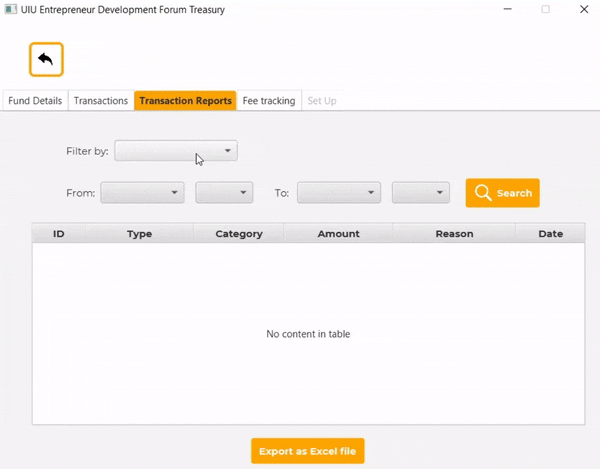 UIU Entrepreneur Development Forum Treasury
Fund Details Transactions Transaction Reports Fee tracking Set Up
Filter by:
From: To: Search
ID Type Category Amount Reason Date
No content in table
Export as Excel file